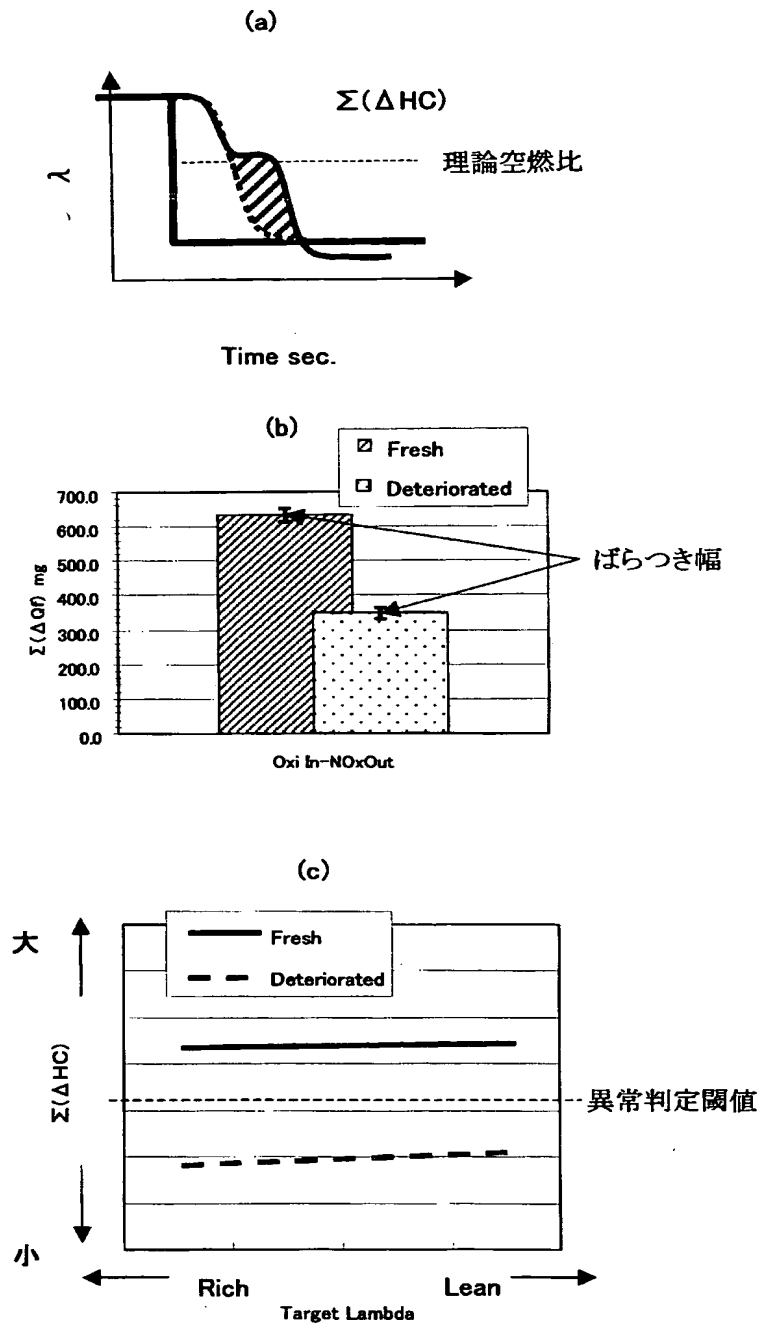 (a)
Σ(ΔHC)
理論空燃比
λ
Time sec.
(b)
Fresh
Deteriorated
700.0
600.0
500.0
400.0
300.0
200.0
100.0
0.0
Σ(ΔQf) mg
ばらつき幅
Oxi In-NOxOut
(c)
大
Fresh
Deteriorated
Σ(ΔHC)
異常判定閾値
小
Rich
Lean
Target Lambda